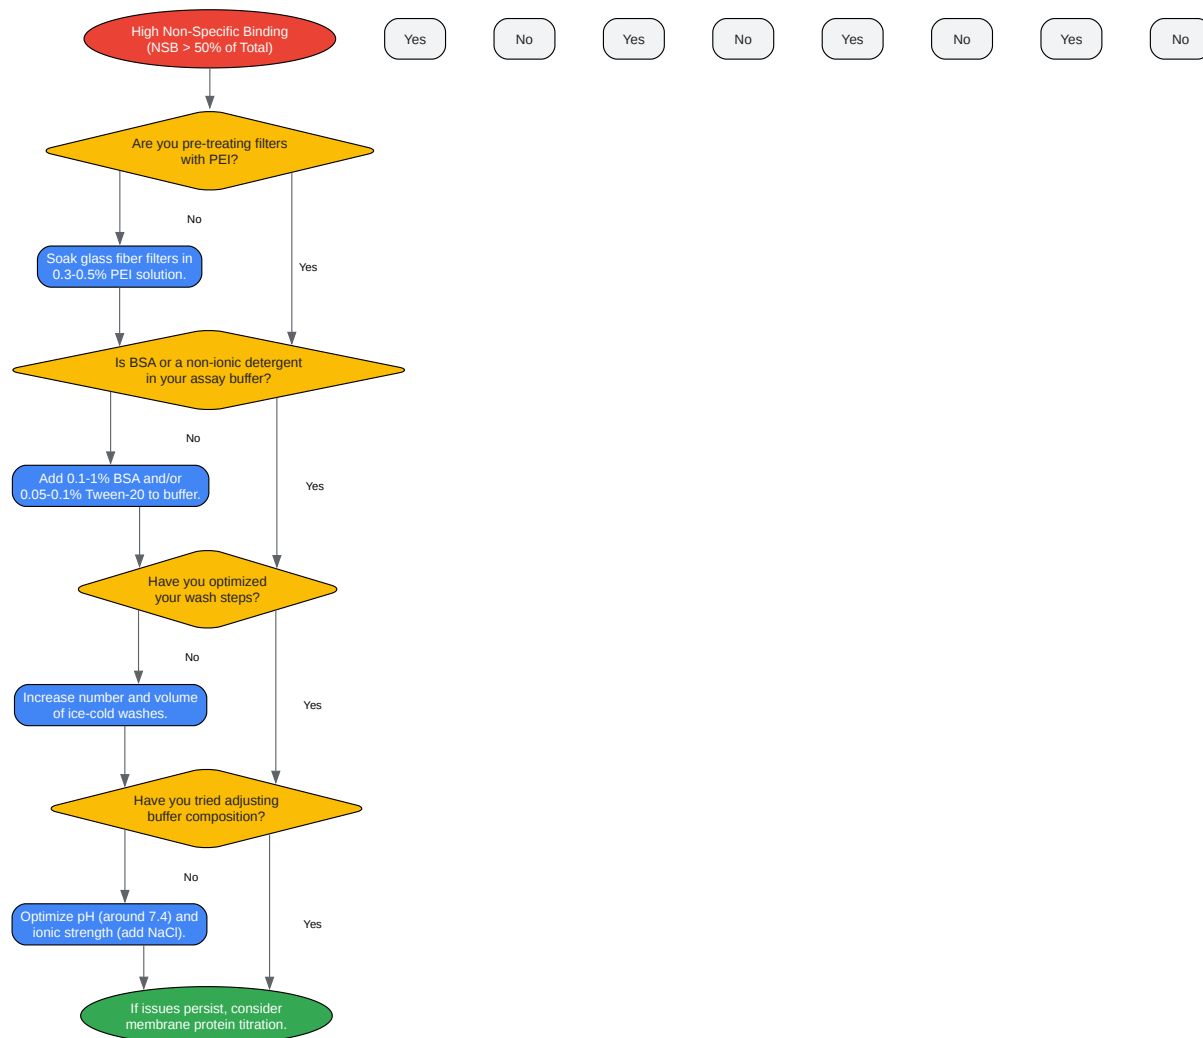 High Non-Specific Binding
(NSB > 50% of Total)
Yes
No
Yes
No
Yes
No
Yes
No
Are you pre-treating filters
with PEI?
No
Soak glass fiber filters in
0.3-0.5% PEI solution.
Yes
Is BSA or a non-ionic detergent
in your assay buffer?
No
Add 0.1-1% BSA and/or
0.05-0.1% Tween-20 to buffer.
Yes
Have you optimized
your wash steps?
No
Increase number and volume
of ice-cold washes.
Yes
Have you tried adjusting
buffer composition?
No
Optimize pH (around 7.4) and
ionic strength (add NaCl).
Yes
If issues persist, consider
membrane protein titration.